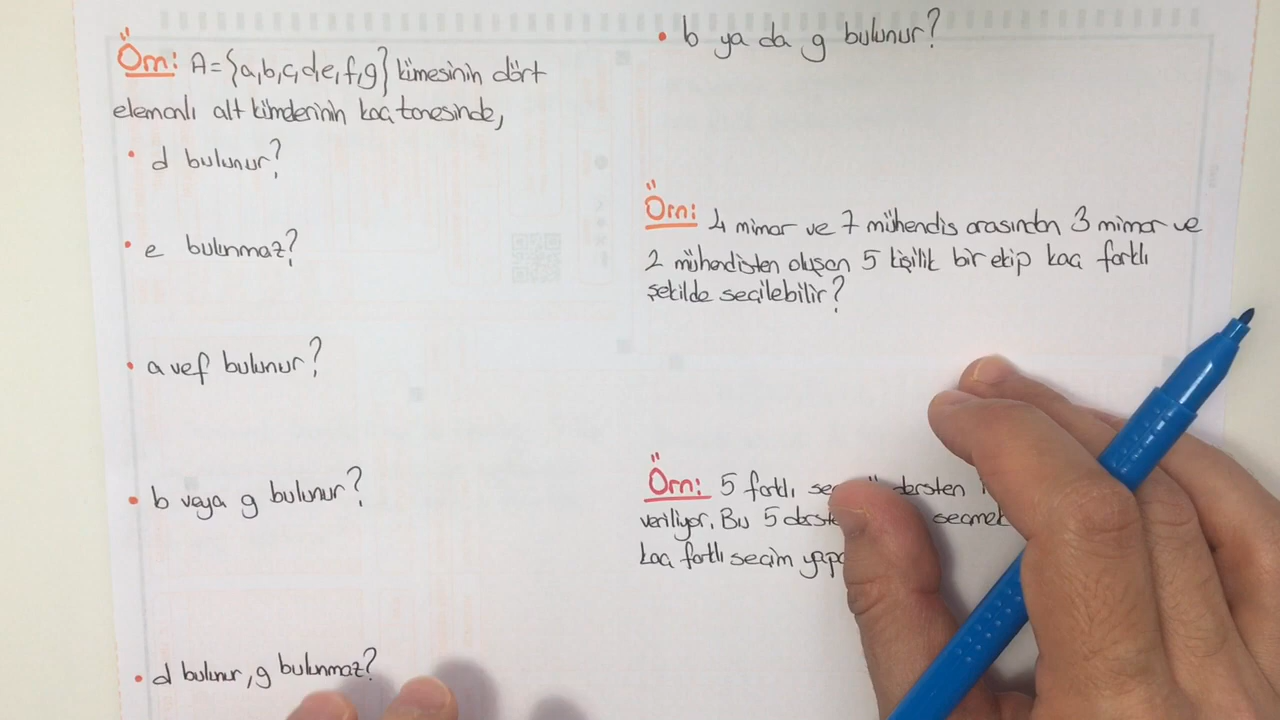 Örn: A={a,b,c,d,e,f,g} kümesinin dört
elemanlı alt kümelerinin kaç tanesinde,
• d bulunur?
• e bulunmaz?
• a ve f bulunur?
• b veya g bulunur?
• d bulunur, g bulunmaz?
• b ya da g bulunur?
Örn: 4 mimar ve 7 mühendis arasından 3 mimar ve
2 mühendisten oluşan 5 kişilik bir ekip kaç farklı
şekilde seçilebilir?
Örn: 5 farklı dersten
veriliyor. Bu 5
kaç farklı seçim